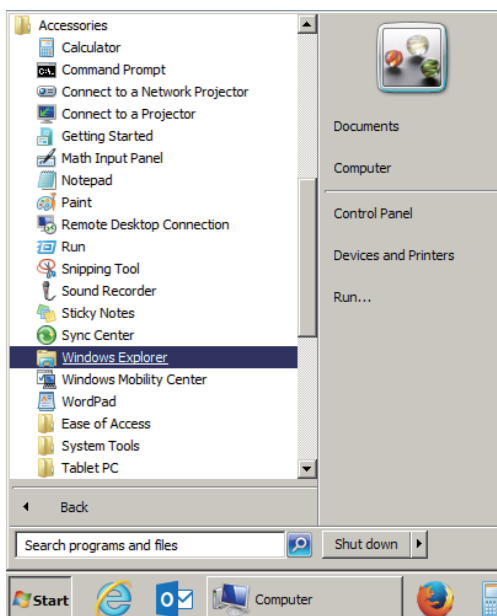 Accessories
Calculator
Command Prompt
Connect to a Network Projector
Connect to a Projector
Getting Started
Math Input Panel
Notepad
Paint
Remote Desktop Connection
Run
Snipping Tool
Sound Recorder
Sticky Notes
Sync Center
Windows Explorer
Windows Mobility Center
WordPad
Ease of Access
System Tools
Tablet PC
Back
Search programs and files
Documents
Computer
Control Panel
Devices and Printers
Run...
Shut down
Start
Computer